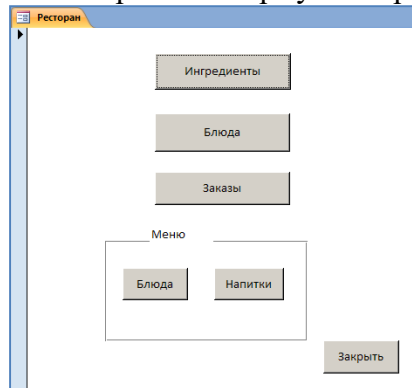 Ресторан
Ингредиенты
Блюда
Заказы
Меню
Блюда Напитки
Закрыть